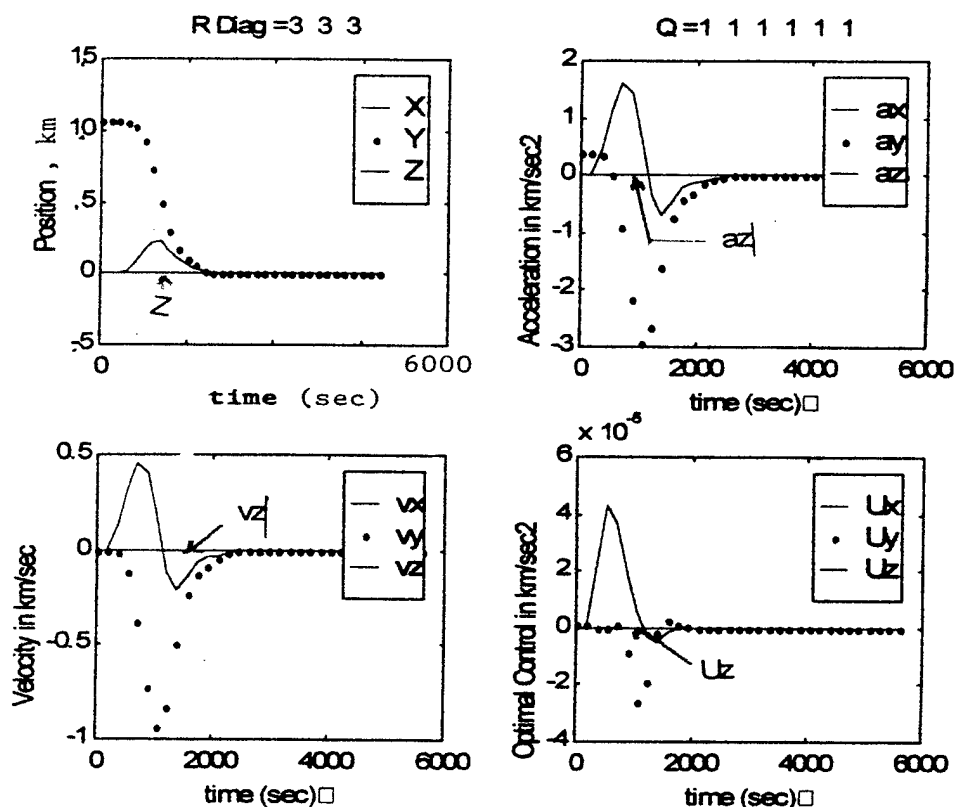 R Diag =3 3 3
Q =1 1 1 1 1 1
15
10
5
0
-5
Position , km
X
Y
Z
Z
0
6000
time (sec)
2
1
0
-1
-2
-3
Acceleration in km/sec2
ax
ay
az
az
0
2000
4000
6000
time (sec)□
0.5
0
-0.5
-1
Velocity in km/sec
vx
vy
vz
vz
0
2000
4000
6000
time (sec)□
x 10
6
4
2
0
-2
-4
Optimal Control in km/sec2
Ux
Uy
Uz
Uz
0
2000
4000
6000
time (sec)□